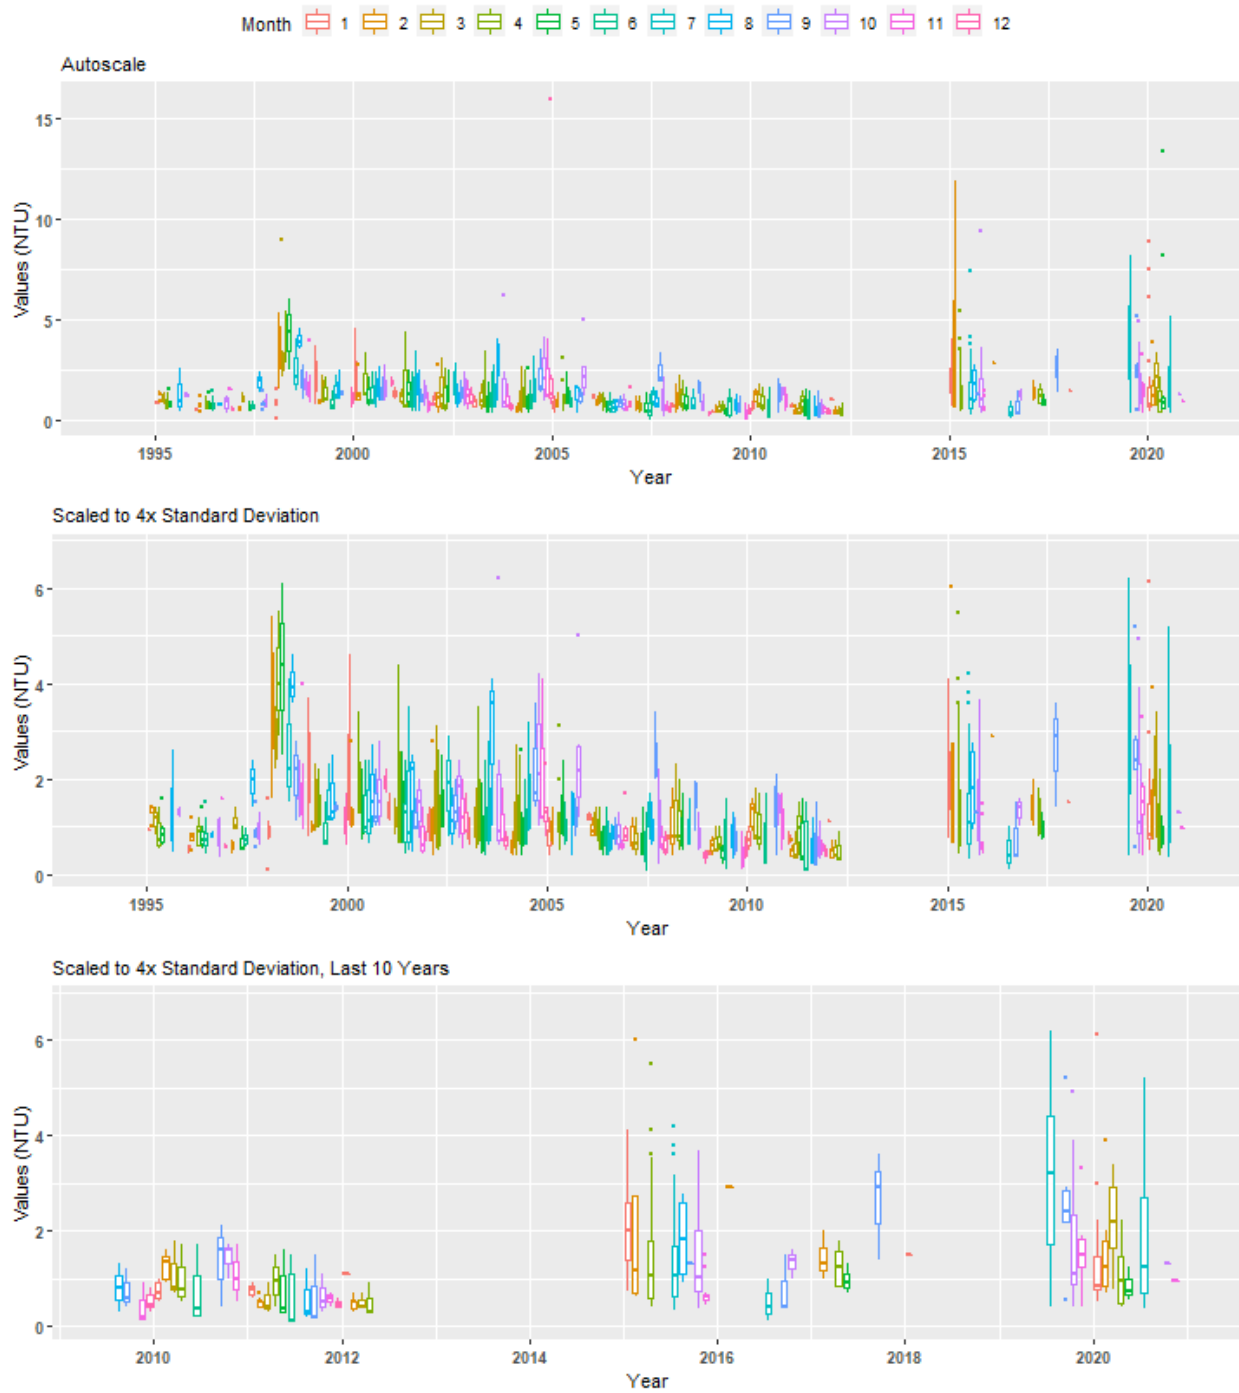 Month 1 2 3 4 5 6 7 8 9 10 11 12
Autoscale
Values (NTU)
15
10
5
0
1995 2000 2005 2010 2015 2020
Year
Scaled to 4x Standard Deviation
Values (NTU)
6
4
2
0
1995 2000 2005 2010 2015 2020
Year
Scaled to 4x Standard Deviation, Last 10 Years
Values (NTU)
6
4
2
0
2010 2012 2014 2016 2018 2020
Year